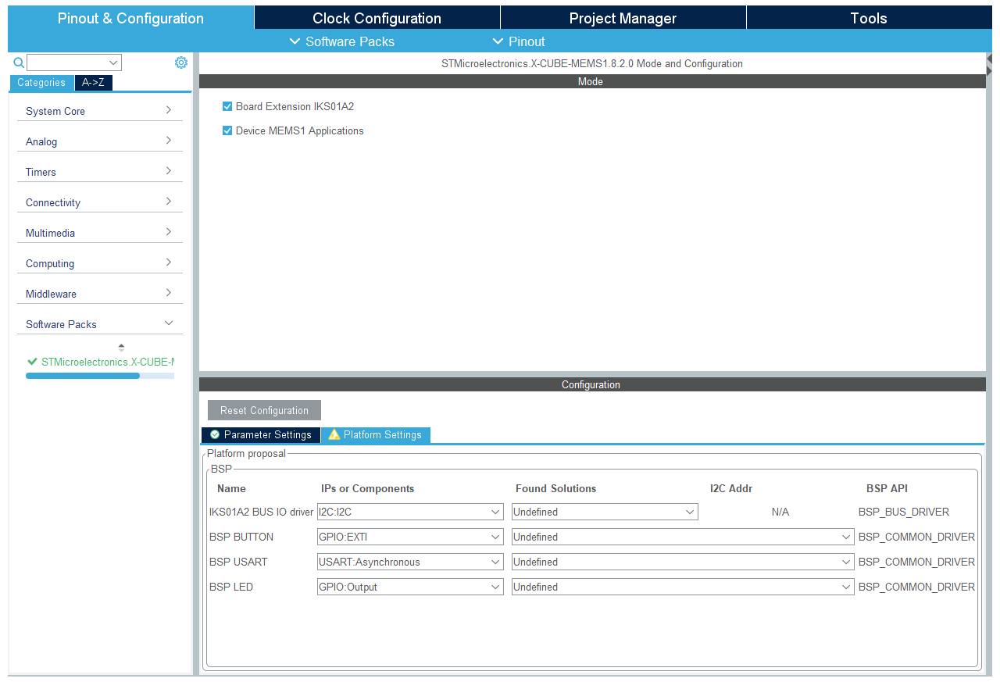 Pinout & Configuration
Clock Configuration
Project Manager
Tools
Software Packs
Pinout
Categories
A->Z
System Core
Analog
Timers
Connectivity
Multimedia
Computing
Middleware
Software Packs
STMicroelectronics.X-CUBE-M
STMicroelectronics.X-CUBE-MEMS1.8.2.0 Mode and Configuration
Mode
Board Extension IKS01A2
Device MEMS1 Applications
Configuration
Reset Configuration
Parameter Settings
Platform Settings
Platform proposal
BSP
Name IPs or Components Found Solutions I2C Addr BSP API
IKS01A2 BUS IO driver I2C:I2C Undefined N/A BSP_BUS_DRIVER
BSP BUTTON GPIO:EXTI Undefined BSP_COMMON_DRIVER
BSP USART USART:Asynchronous Undefined BSP_COMMON_DRIVER
BSP LED GPIO:Output Undefined BSP_COMMON_DRIVER